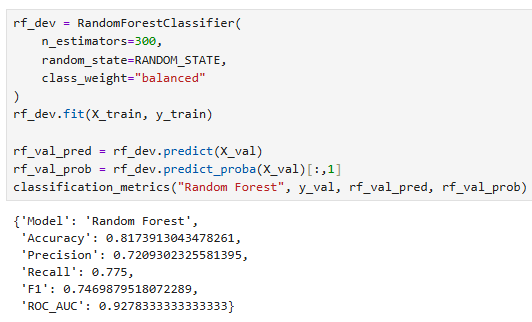 rf_dev = RandomForestClassifier(
    n_estimators=300,
    random_state=RANDOM_STATE,
    class_weight="balanced"
)
rf_dev.fit(X_train, y_train)
rf_val_pred = rf_dev.predict(X_val)
rf_val_prob = rf_dev.predict_proba(X_val)[:,1]
classification_metrics("Random Forest", y_val, rf_val_pred, rf_val_prob)
{'Model': 'Random Forest',
 'Accuracy': 0.8173913043478261,
 'Precision': 0.7209302325581395,
 'Recall': 0.775,
 'F1': 0.7469879518072289,
 'ROC_AUC': 0.9278333333333333}